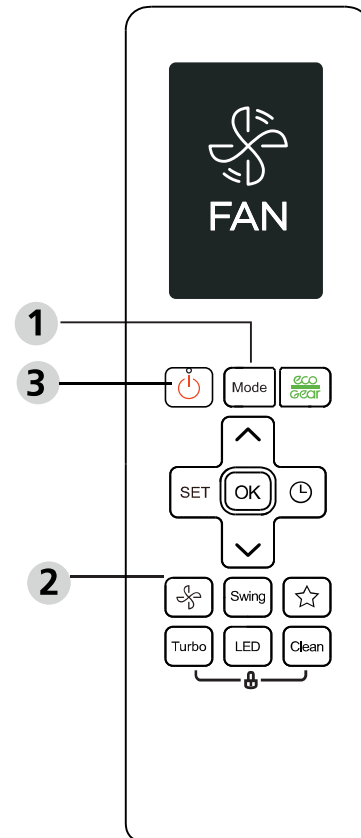 FAN
1
3
Mode
eco
Gear
SET
OK
2
Swing
Turbo
LED
Clean